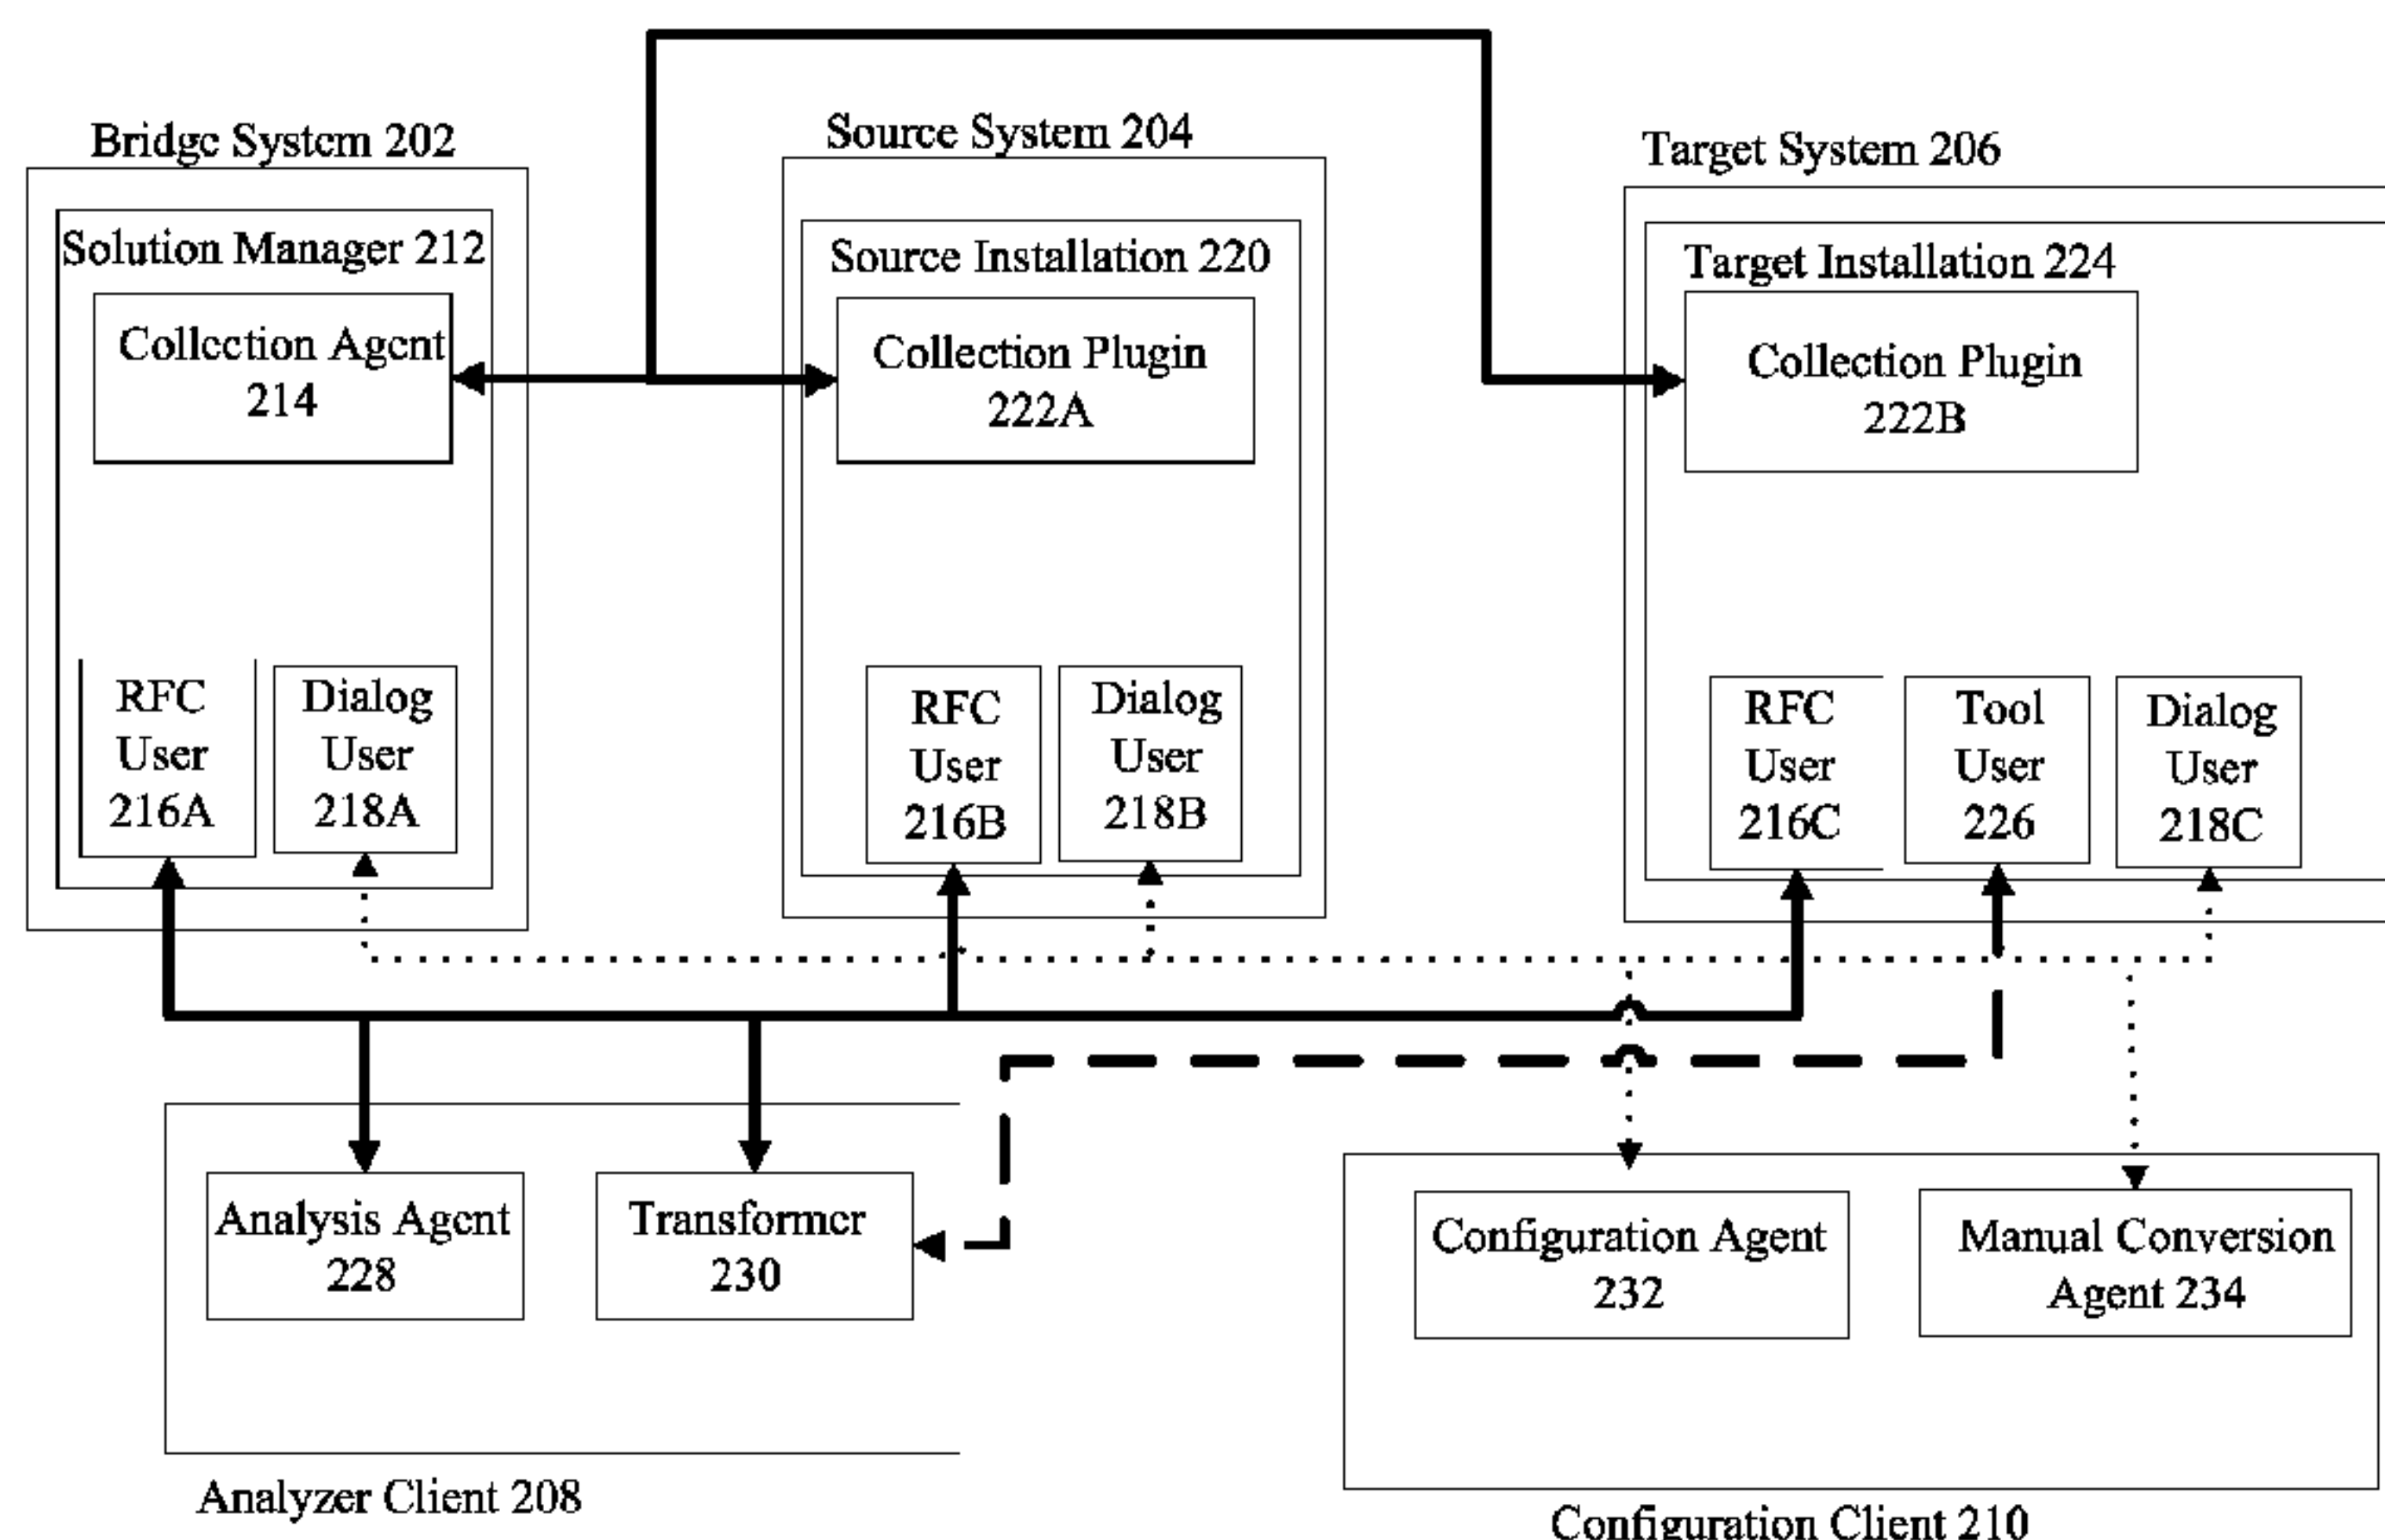 Bridge System 202
Solution Manager 212
Collection Agent
214
RFC
User
216A
Dialog
User
218A
Source System 204
Source Installation 220
Collection Plugin
222A
RFC
User
216B
Dialog
User
218B
Target System 206
Target Installation 224
Collection Plugin
222B
RFC
User
216C
Tool
User
226
Dialog
User
218C
Analysis Agent
228
Transformer
230
Analyzer Client 208
Configuration Agent
232
Manual Conversion
Agent 234
Configuration Client 210